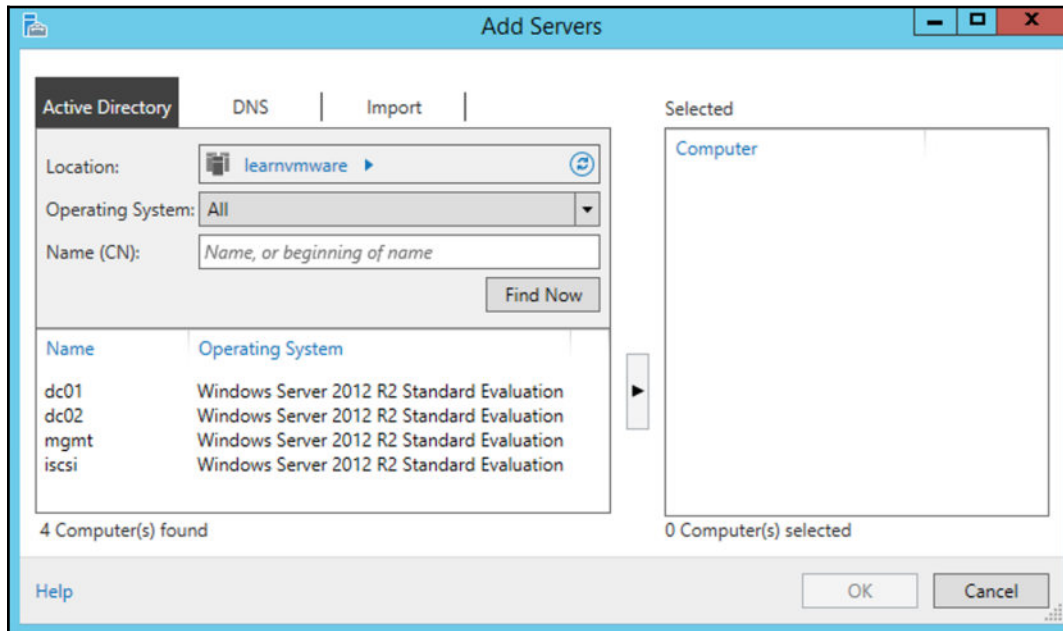 Add Servers
Active Directory
DNS
Import
Location:
learnvmware
Operating System:
All
Name (CN):
Name, or beginning of name
Find Now
Name Operating System
dc01 Windows Server 2012 R2 Standard Evaluation
dc02 Windows Server 2012 R2 Standard Evaluation
mgmt Windows Server 2012 R2 Standard Evaluation
iscsi Windows Server 2012 R2 Standard Evaluation
4 Computer(s) found
Selected
Computer
0 Computer(s) selected
Help
OK
Cancel